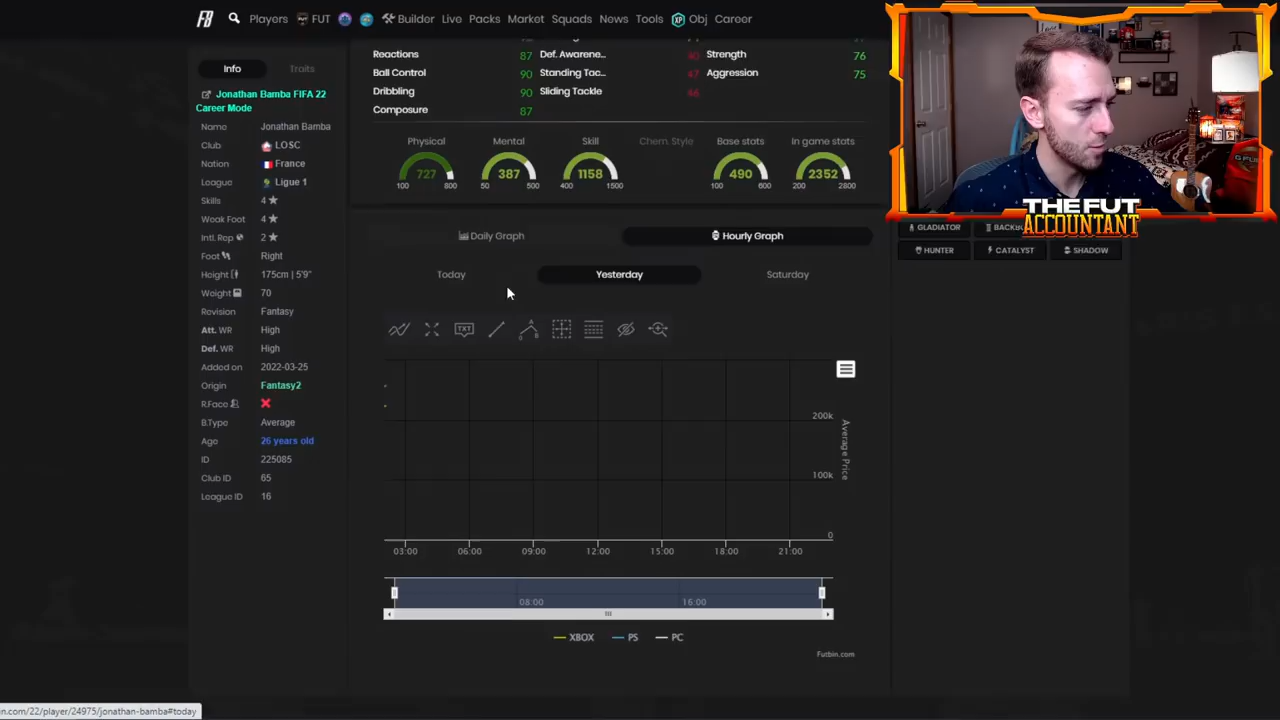 F8 Players FUT Builder Live Packs Market Squads News Tools XP Obj Career
Info Traits
Jonathan Bamba FIFA 22
Career Mode
Name Jonathan Bamba
Club LOSC
Nation France
League Ligue 1
Skills 4
Weak Foot 4
Intl. Rep 2
Foot Right
Height 175cm | 5'9"
Weight 70
Revision Fantasy
Att. WR High
Def. WR High
Added on 2022-03-25
Origin Fantasy2
R.Face
B.Type Average
Age 26 years old
ID 225085
Club ID 65
League ID 16
Reactions 87 Def. Awarene... 40 Strength 76
Ball Control 90 Standing Tac... 47 Aggression 75
Dribbling 90 Sliding Tackle 46
Composure 87
Physical Mental Skill Chem. Style Base stats In game stats
727 387 1158 490 2352
100 800 50 500 400 1500 100 600 200 2800
Daily Graph Hourly Graph
Today Yesterday Saturday
TXT
200k
100k
0
Average Price
03:00 06:00 09:00 12:00 15:00 18:00 21:00
08:00 16:00
XBOX PS PC
Futbin.com
THE FUT
ACCOUNTANT
G FUEL
GLADIATOR
HUNTER CATALYST SHADOW
n.com/22/player/24975/jonathan-bamba#today